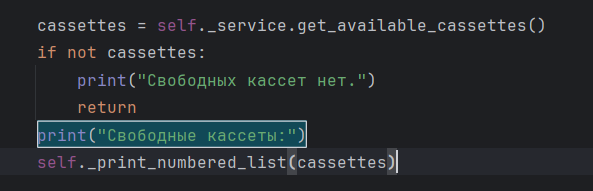 cassettes = self._service.get_available_cassettes()
if not cassettes:
print("Свободных кассет нет.")
return
print("Свободные кассеты:")
self._print_numbered_list(cassettes)